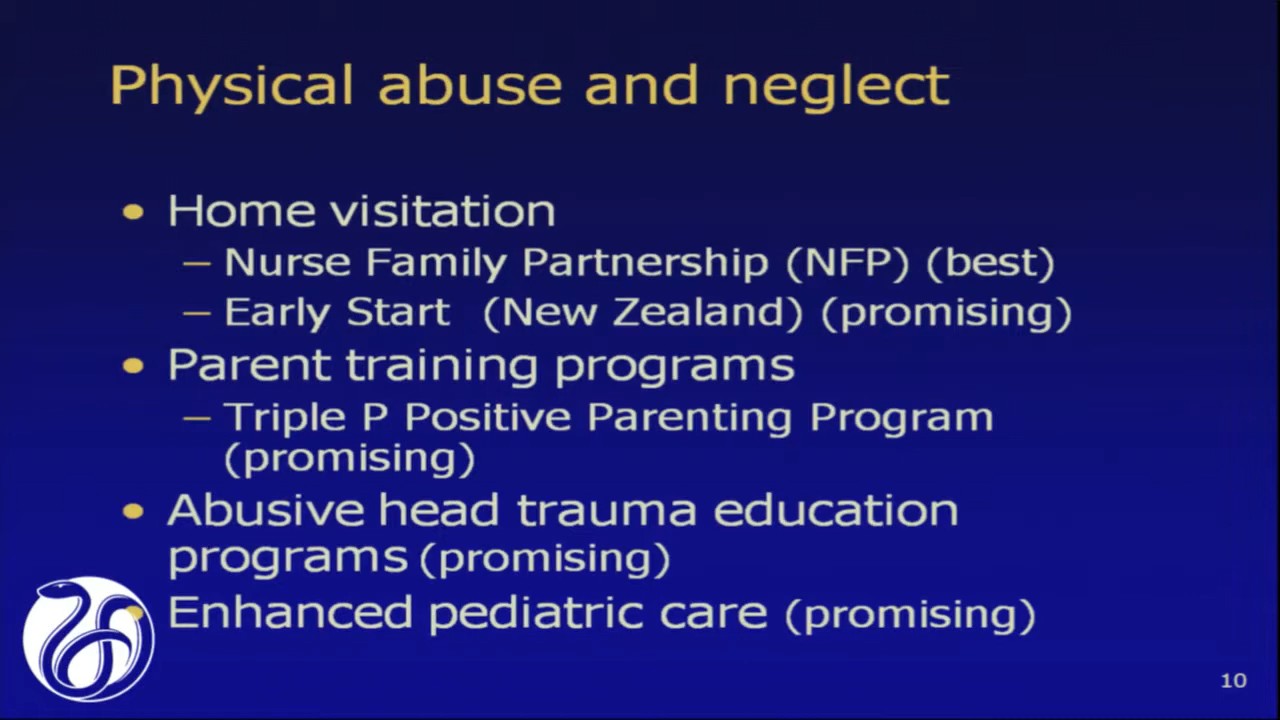 Physical abuse and neglect
• Home visitation
– Nurse Family Partnership (NFP) (best)
– Early Start (New Zealand) (promising)
• Parent training programs
– Triple P Positive Parenting Program
(promising)
• Abusive head trauma education
programs (promising)
• Enhanced pediatric care (promising)
10